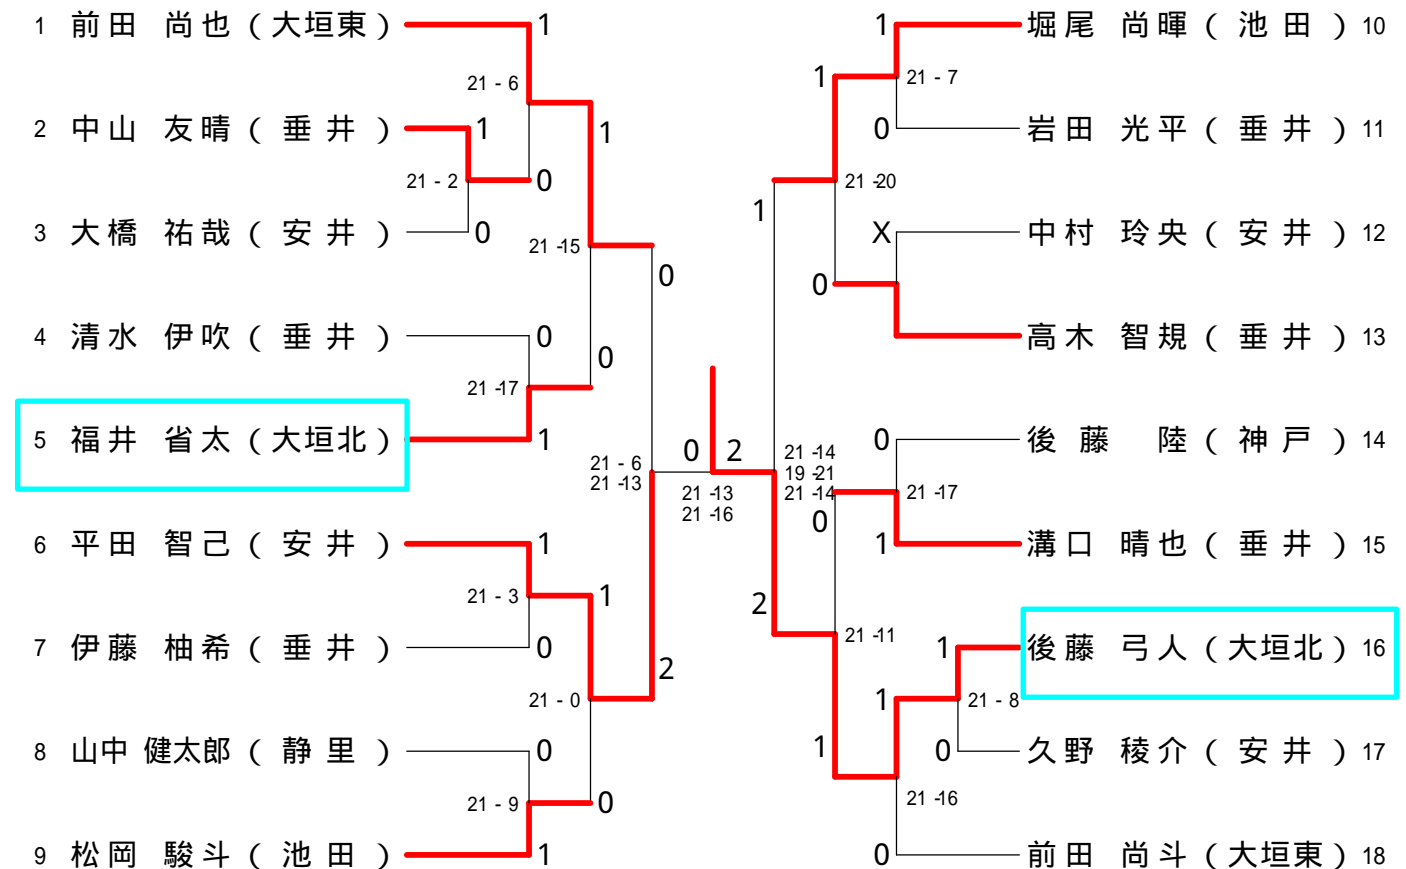 1 前田 尚也 (大垣東) 1
1 堀尾 尚暉 ( 池田 ) 10
21 - 6
1 21 - 7
2 中山 友晴 ( 垂井 ) 1 1
0 岩田 光平 ( 垂井 ) 11
21 - 2 0
21 -20
3 大橋 祐哉 ( 安井 ) 0
1 X 中村 玲央 ( 安井 ) 12
21 -15
0 0
4 清水 伊吹 ( 垂井 ) 0 0
高木 智規 ( 垂井 ) 13
21 -17
5 福井 省太 (大垣北) 1
0 後藤 陸 ( 神戸 ) 14
0 2
21 - 6
21 -13
21 -13
21 -16
21 -14
19 -21
21 -14
21 -17
0
6 平田 智己 ( 安井 ) 1
1 溝口 晴也 ( 垂井 ) 15
21 - 3 1
2 21 -11
7 伊藤 柚希 ( 垂井 ) 0
1 後藤 弓人 (大垣北) 16
2
21 - 0
1 21 - 8
8 山中 健太郎 ( 静里 ) 0
1 0 久野 稜介 ( 安井 ) 17
21 - 9 0
21 -16
9 松岡 駿斗 ( 池田 ) 1
0 前田 尚斗 (大垣東) 18